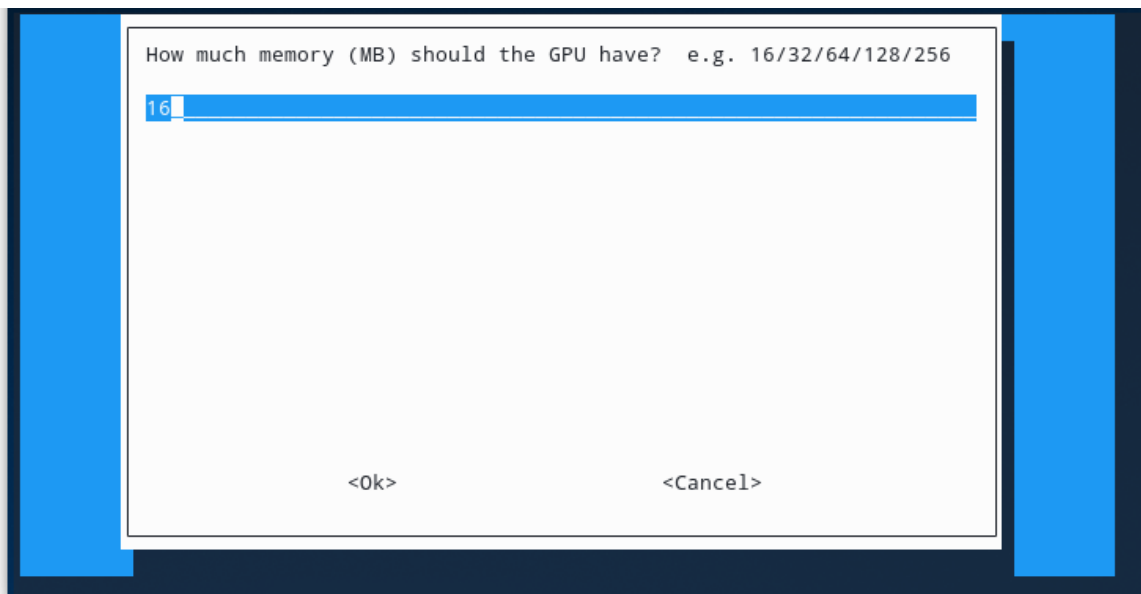 How much memory (MB) should the GPU have?  e.g. 16/32/64/128/256
16
<Ok> <Cancel>